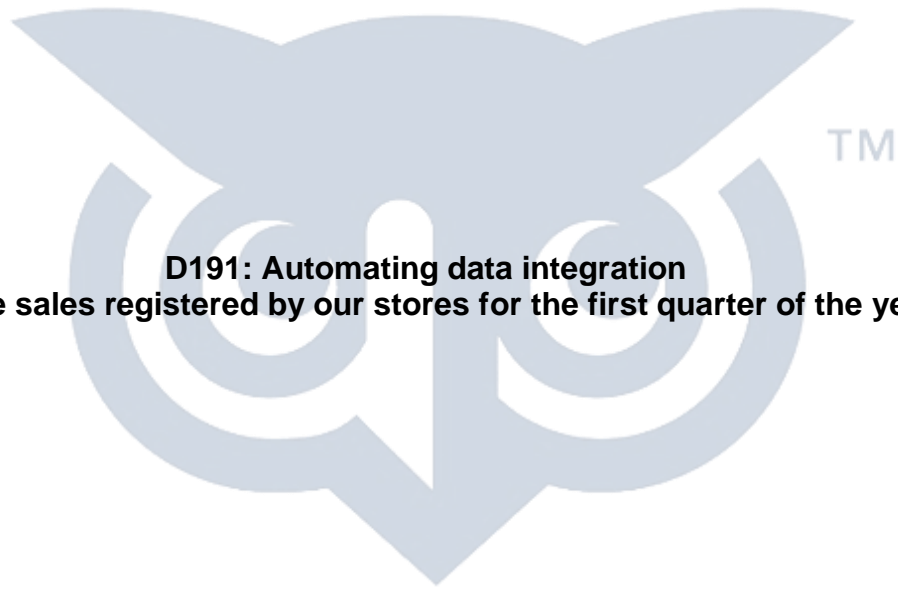 TM
D191: Automating data integration
sales registered by our stores for the first quarter of the